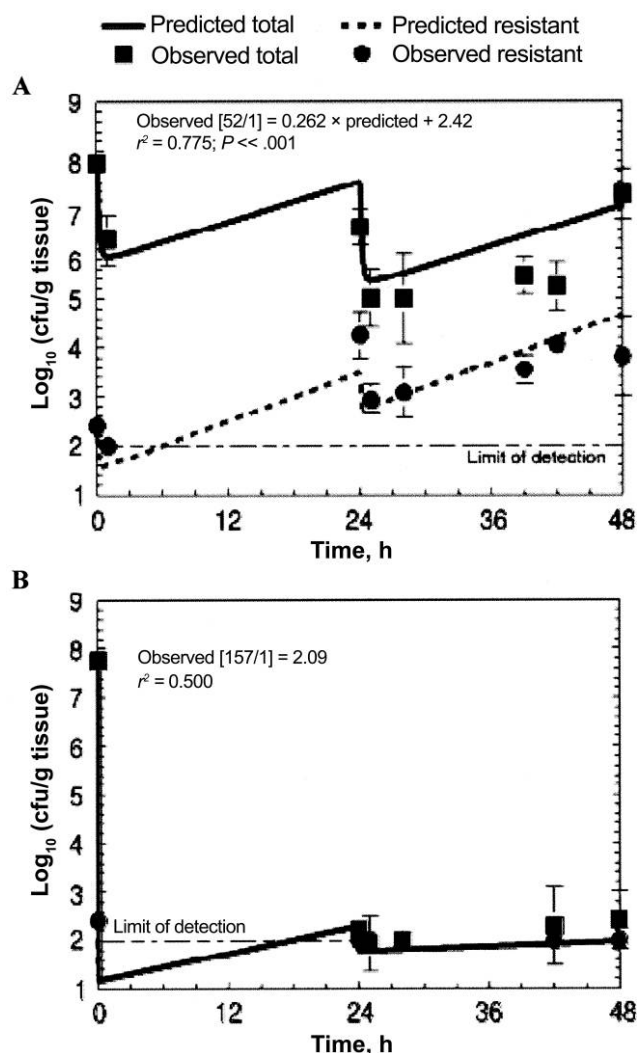 Predicted total Predicted resistant
Observed total Observed resistant
A
Observed [52/1] = 0.262 × predicted + 2.42
r² = 0.775; P << .001
9
8
7
6
5
4
3
2
1
Log₁₀ (cfu/g tissue)
Limit of detection
0 12 24 36 48
Time, h
B
Observed [157/1] = 2.09
r² = 0.500
9
8
7
6
5
4
3
2
1
Log₁₀ (cfu/g tissue)
Limit of detection
0 12 24 36 48
Time, h